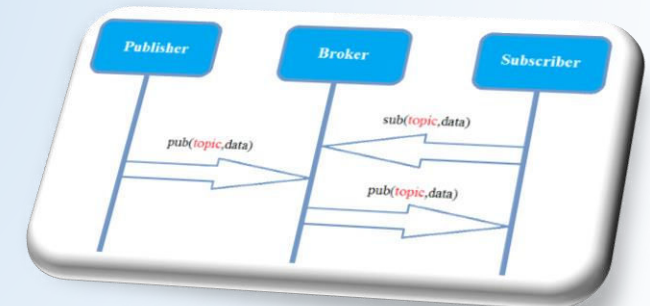 Publisher
Broker
Subscriber
sub(topic,data)
pub(topic,data)
pub(topic,data)